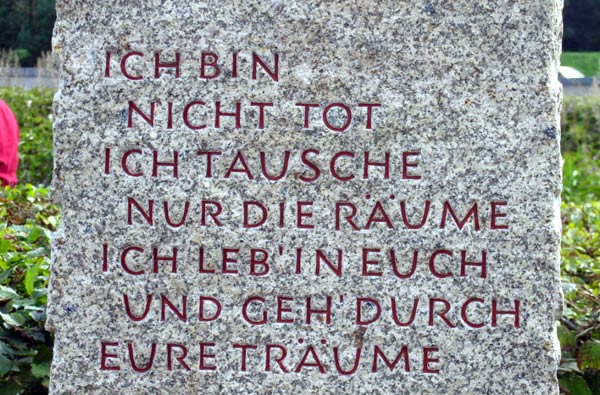 ICH BIN
NICHT TOT
ICH TAUSCHE
NUR DIE RÄUME
ICH LEB' IN EUCH
UND GEH' DURCH
EURE TRÄUME